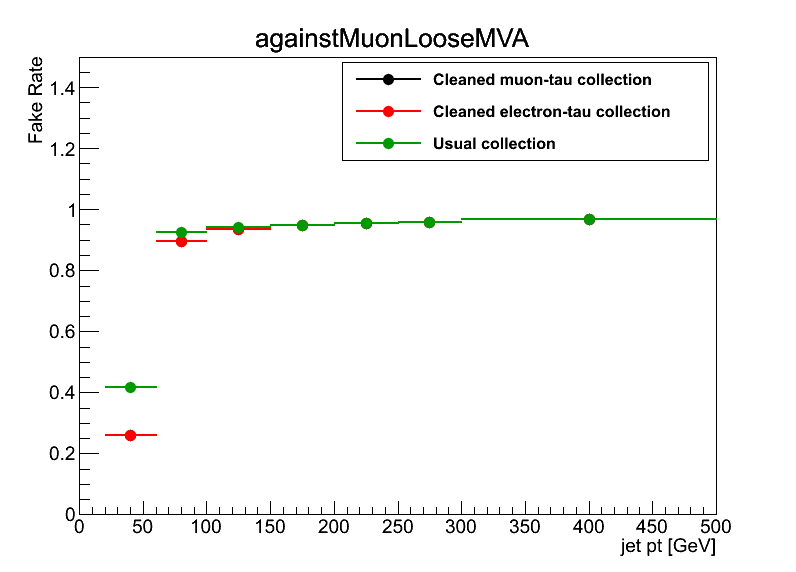 againstMuonLooseMVA
Fake Rate
Cleaned muon-tau collection
Cleaned electron-tau collection
Usual collection
1.4
1.2
1
0.8
0.6
0.4
0.2
0
0 50 100 150 200 250 300 350 400 450 500
jet pt [GeV]